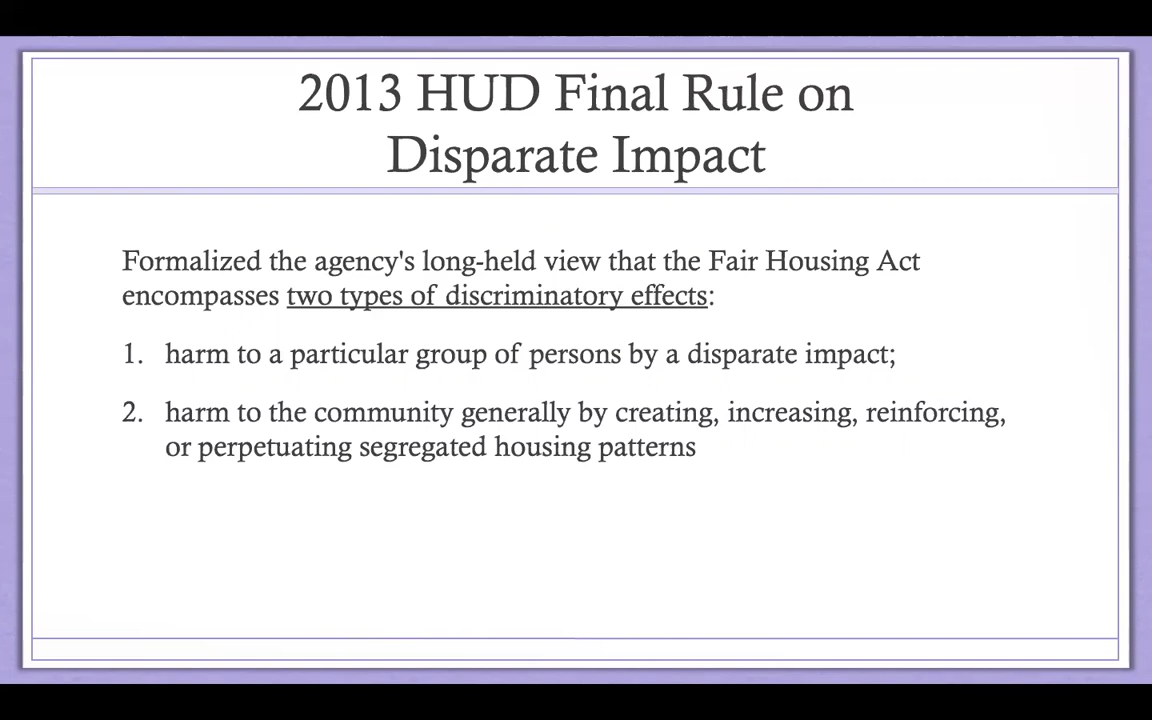 2013 HUD Final Rule on
Disparate Impact
Formalized the agency's long-held view that the Fair Housing Act
encompasses two types of discriminatory effects:
1. harm to a particular group of persons by a disparate impact;
2. harm to the community generally by creating, increasing, reinforcing,
or perpetuating segregated housing patterns